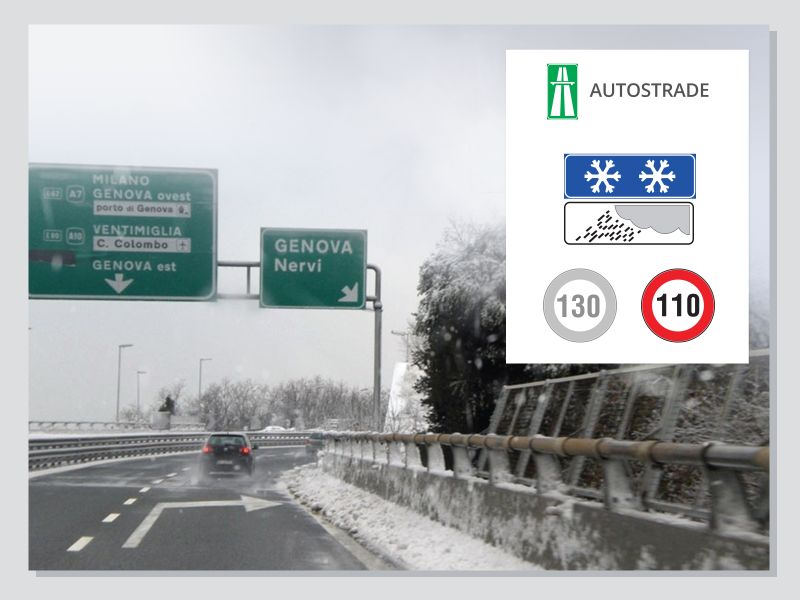 MILANO
E62 A7 GENOVA ovest
porto di Genova
VENTIMIGLIA
E80 A10 C. Colombo
GENOVA est
GENOVA
Nervi
AUTOSTRADE
130
110